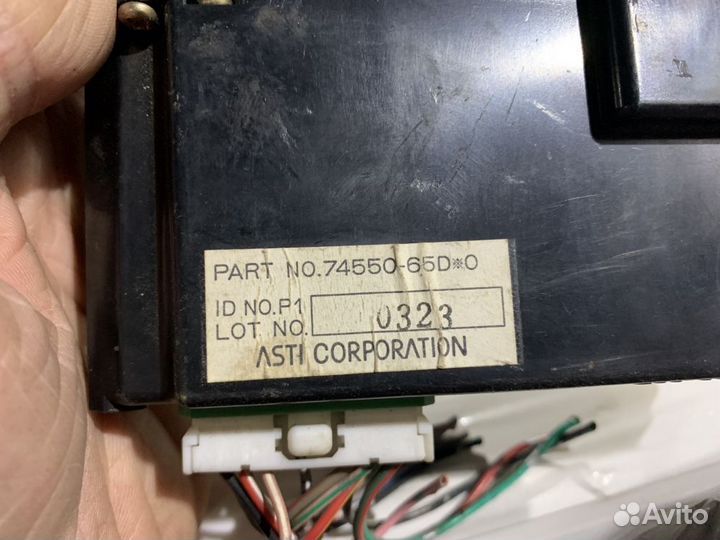 PART NO.74550-65D※0
ID NO.P1
LOT NO. 0323
ASTI CORPORATION
Avito